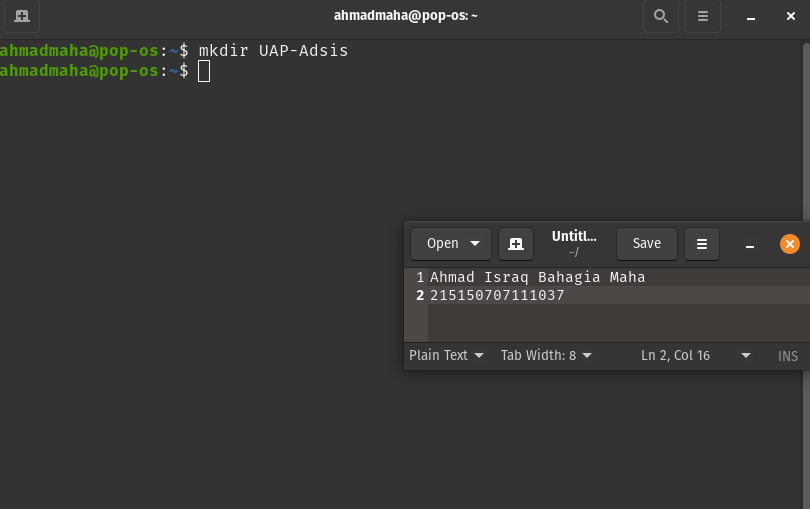 ahmadmaha@pop-os: ~
ahmadmaha@pop-os:~$ mkdir UAP-Adsis
ahmadmaha@pop-os:~$
Open
Untitl...
~/
Save
1 Ahmad Israq Bahagia Maha
2 215150707111037
Plain Text Tab Width: 8 Ln 2, Col 16 INS